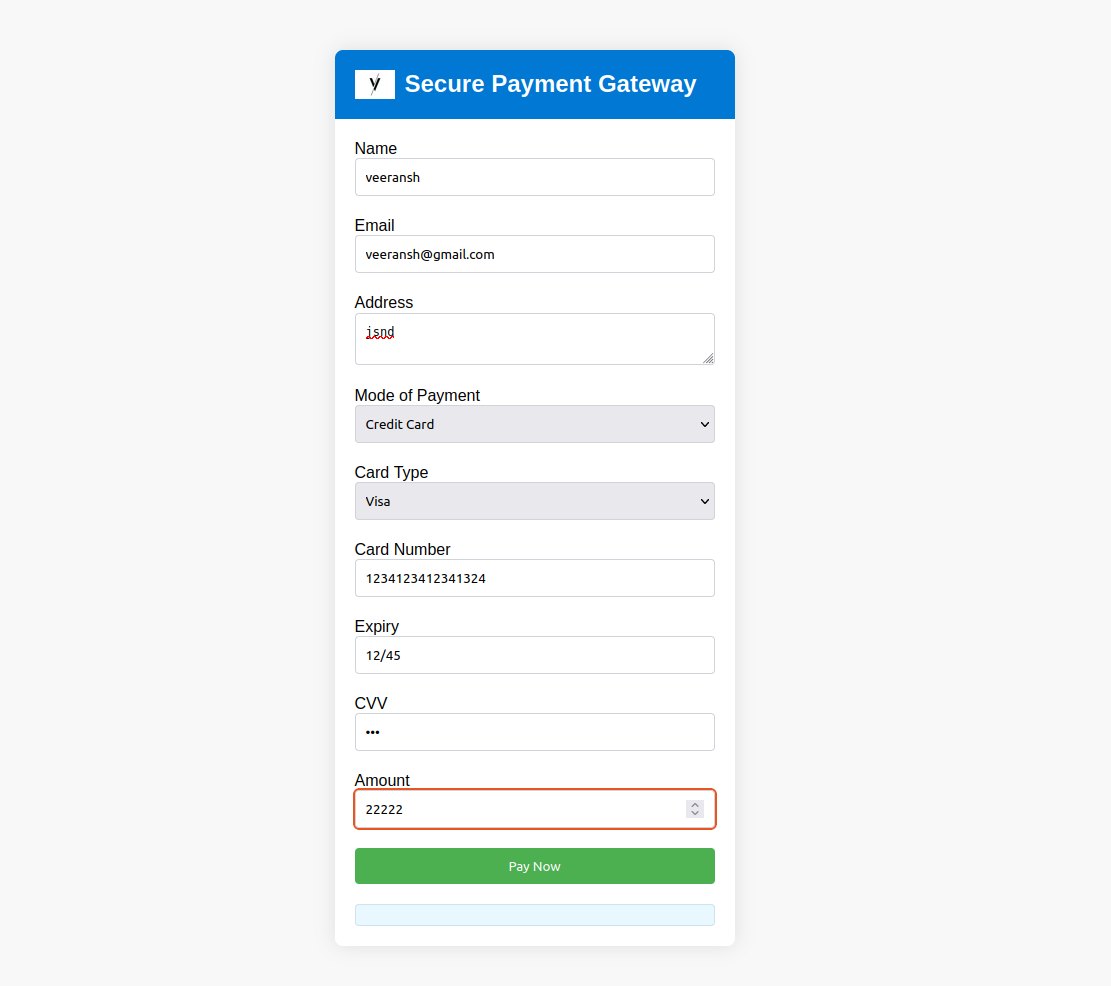 V Secure Payment Gateway
Name
veeransh
Email
veeransh@gmail.com
Address
jsnd
Mode of Payment
Credit Card
Card Type
Visa
Card Number
1234123412341324
Expiry
12/45
CVV
•••
Amount
22222
Pay Now